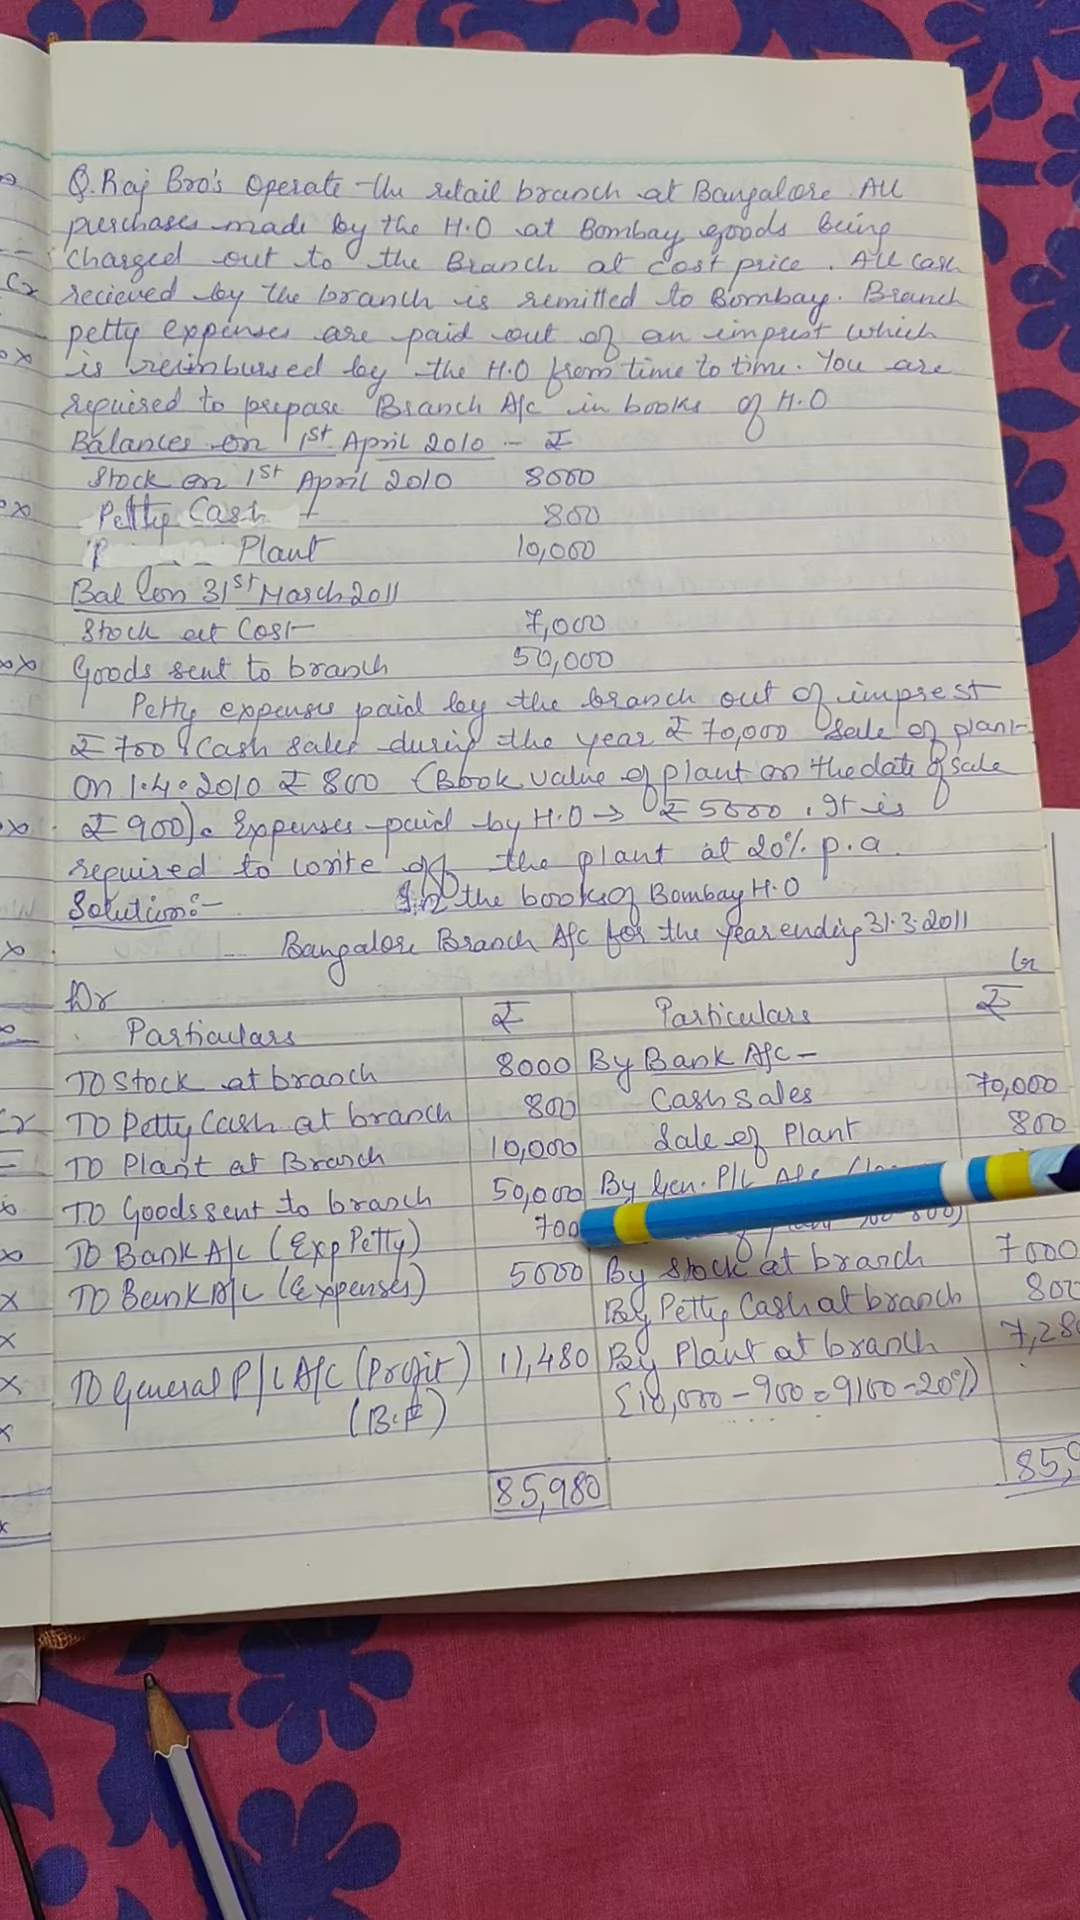 Q. Raj Bro's operate the retail branch at Bangalore. All
purchases made by the H.O at Bombay goods being
charged out to the Branch at cost price. All cash
recieved by the branch is remitted to Bombay. Branch
petty expenses are paid out of an imprest which
is reimbursed by the H.O from time to time. You are
required to prepare Branch A/c in books of H.O
Balances on 1st April 2010 - ₹
Stock on 1st April 2010 8000
Petty Cash 800
Plant 10,000
Bal on 31st March 2011
Stock at Cost 7,000
Goods sent to branch 50,000
Petty expenses paid by the branch out of imprest
₹ 700 Cash sales during the year ₹ 70,000 Sale of plant
on 1.4.2010 ₹ 800 (Book value of plant on the date of sale
₹ 900). Expenses paid by H.O → ₹ 5000. It is
required to write off the plant at 20% p.a.
Solution:- In the books of Bombay H.O
Bangalore Branch A/c for the year ending 31.3.2011
Dr Cr
Particulars ₹ Particulars ₹
TO Stock at branch 8000 By Bank A/c -
TO Petty Cash at branch 800 Cash sales 70,000
TO Plant at Branch 10,000 Sale of Plant 800
TO Goods sent to branch 50,000 By Gen. P/L A/c
TO Bank A/c (Exp Petty) 700
TO Bank A/c (Expenses) 5000 By Stock at branch 7000
By Petty Cash at branch 800
TO General P/L A/c (Profit) 11,480 By Plant at branch 7,28
(B.F) {10,000 - 900 = 9100 - 20%)
85,980 85,9